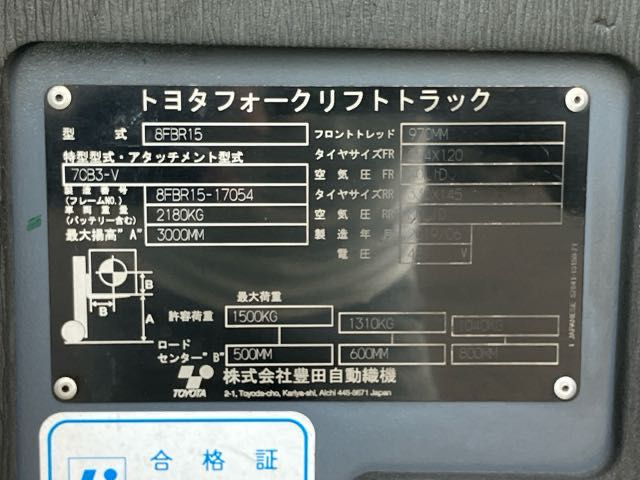 トヨタフォークリフトトラック
型式 8FBR15
フロントトレッド 970MM
特型型式・アタッチメント型式
7CB3-V
タイヤサイズFR
空気圧FR
製造番号(フレームNO.) 8FBR15-17054
タイヤサイズRR
車両重量(バッテリー含む) 2180KG
空気圧RR
最大揚高"A" 3000MM
製造年月
電圧 V
B
B
A
最大荷重
許容荷重 1500KG 1310KG
ロードセンター"B" 500MM 600MM 800MM
TOYOTA
株式会社豊田自動織機
2-1, Toyoda-cho, Kariya-shi, Aichi 448-8671 Japan
合格証